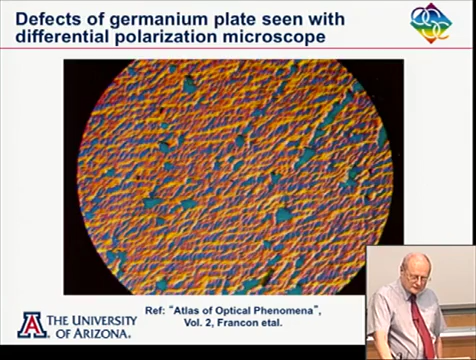 Defects of germanium plate seen with
differential polarization microscope
Ref: “Atlas of Optical Phenomena”,
Vol. 2, Francon etal.
A THE UNIVERSITY
OF ARIZONA®